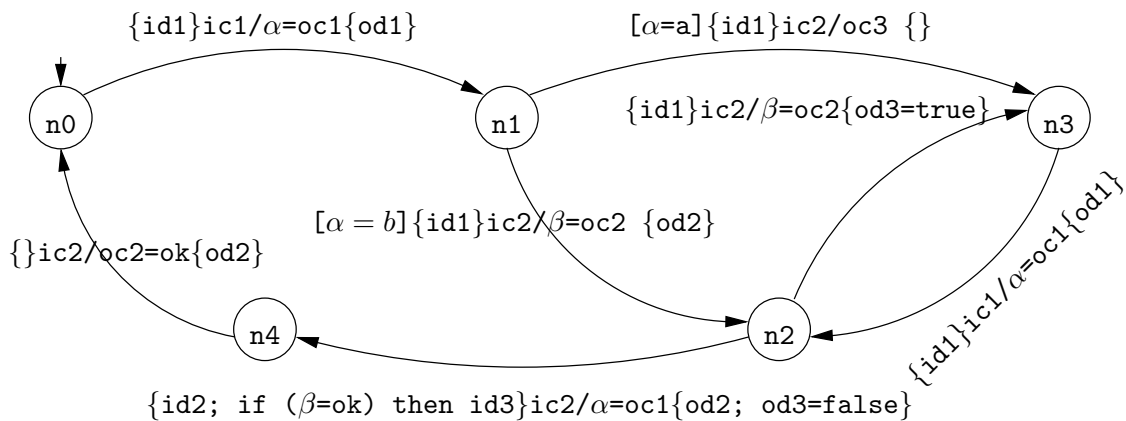 {id1}ic1/α=oc1{od1}
[α=a]{id1}ic2/oc3 {}
n0
n1
{id1}ic2/β=oc2{od3=true}
n3
[α = b]{id1}ic2/β=oc2 {od2}
{id1}ic1/α=oc1{od1}
{}ic2/oc2=ok{od2}
n4
n2
{id2; if (β=ok) then id3}ic2/α=oc1{od2; od3=false}